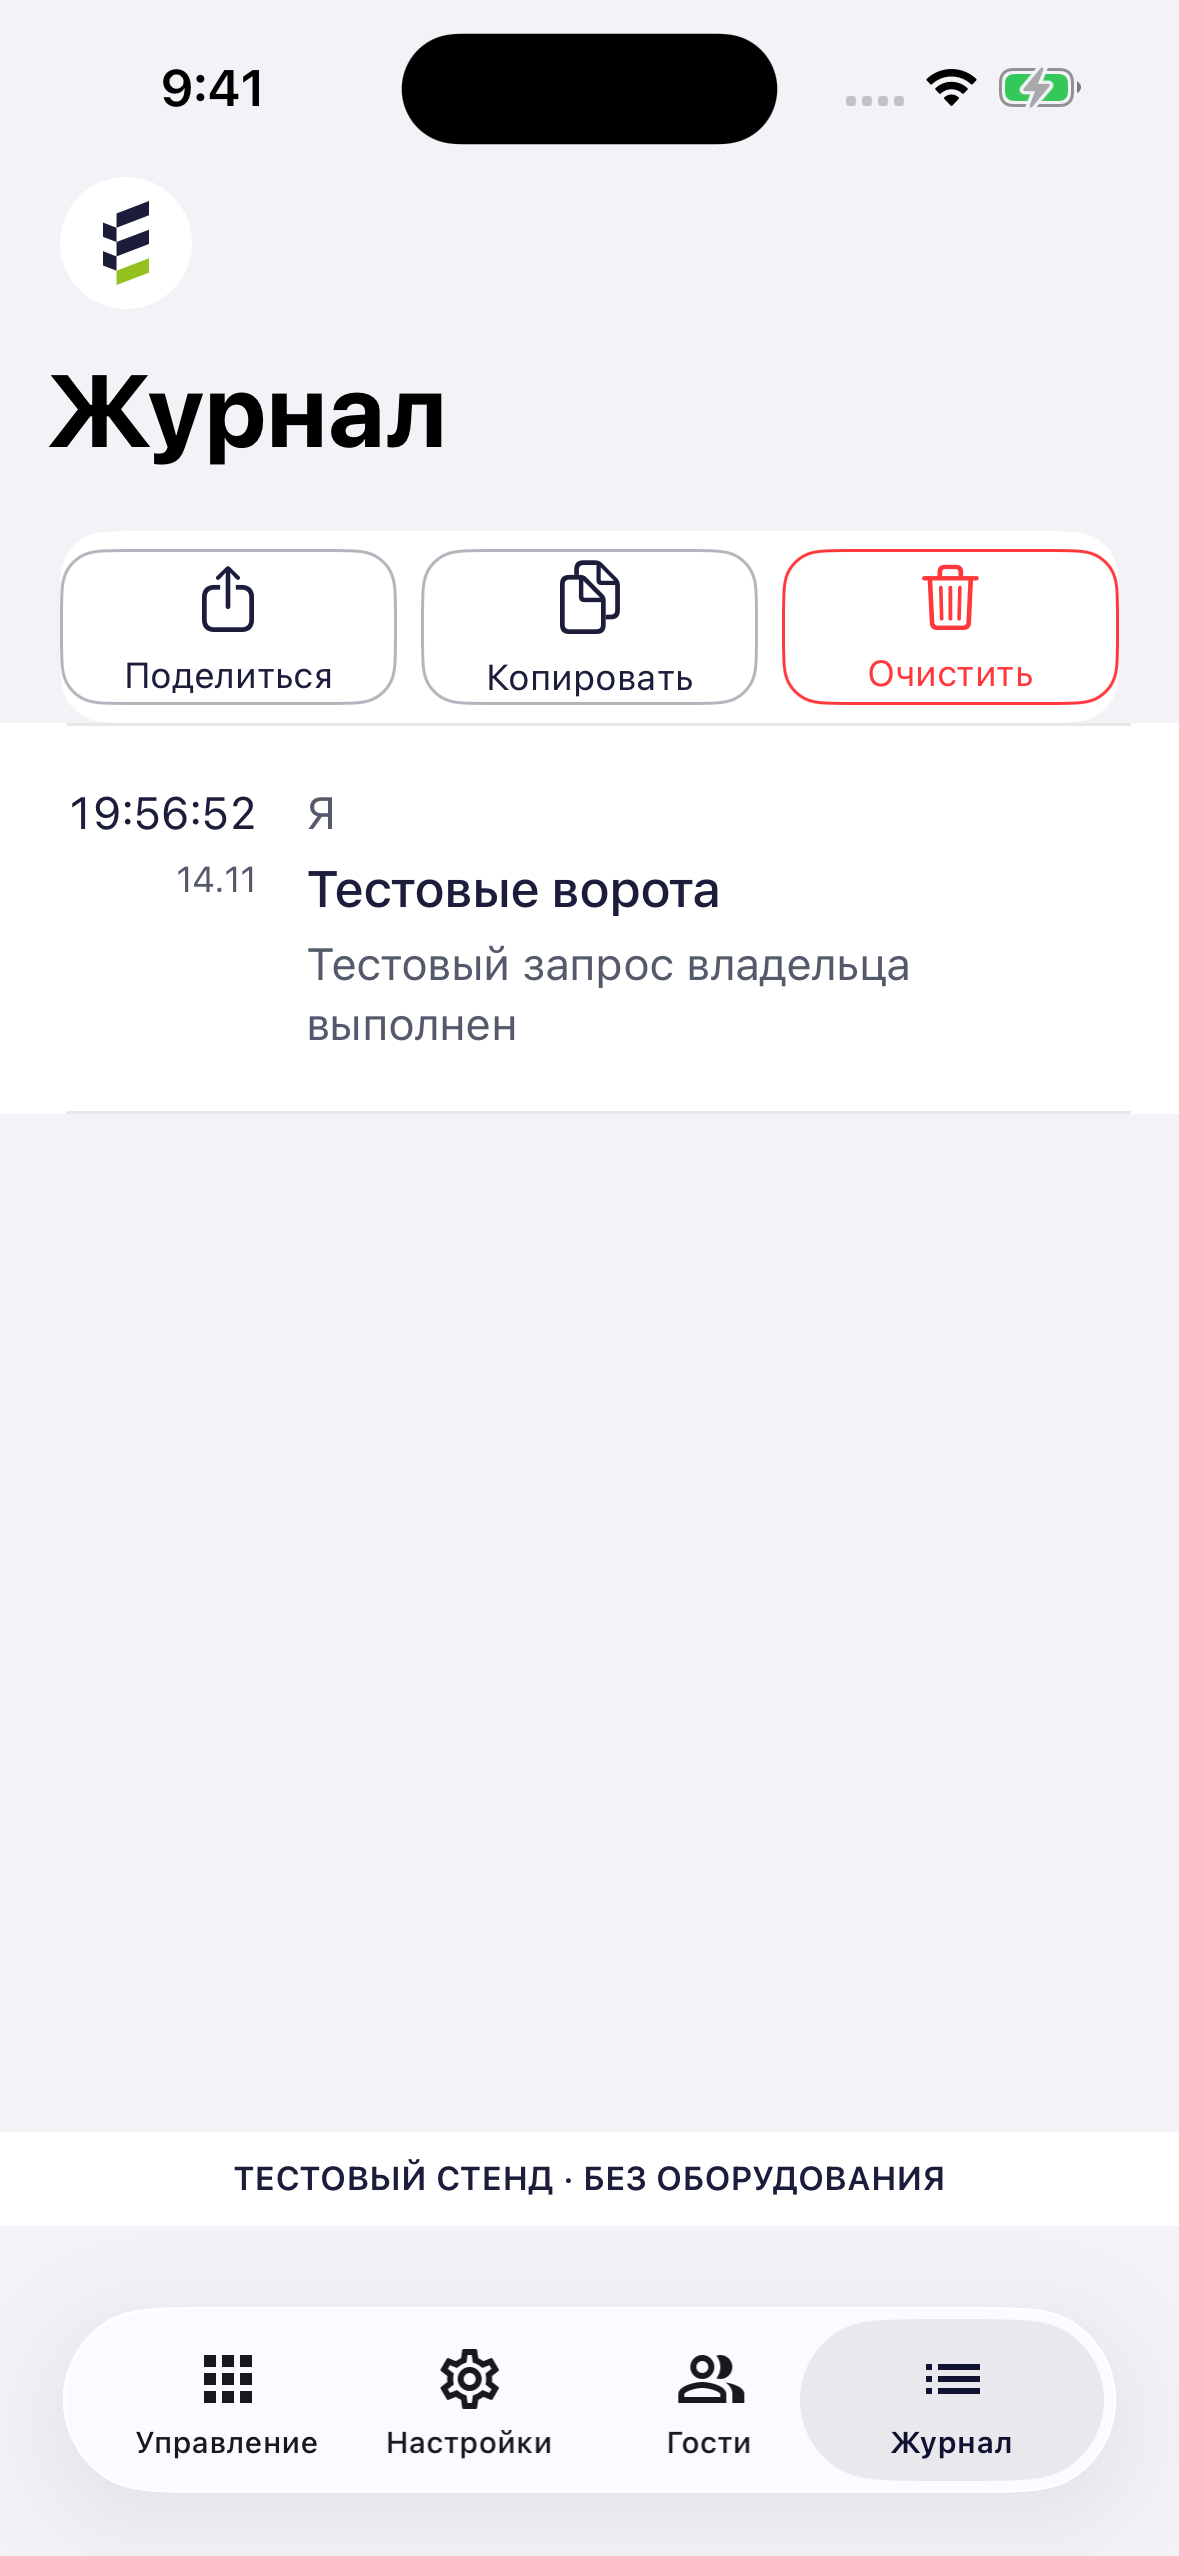 9:41
Журнал
Поделиться
Копировать
Очистить
19:56:52
Я
14.11
Тестовые ворота
Тестовый запрос владельца
выполнен
ТЕСТОВЫЙ СТЕНД · БЕЗ ОБОРУДОВАНИЯ
Управление
Настройки
Гости
Журнал